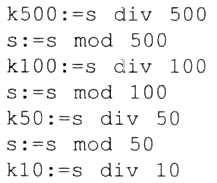 k500:=s div 500
s:=s mod 500
k100:=s div 100
s:=s mod 100
k50:=s div 50
s:=s mod 50
k10:=s div 10